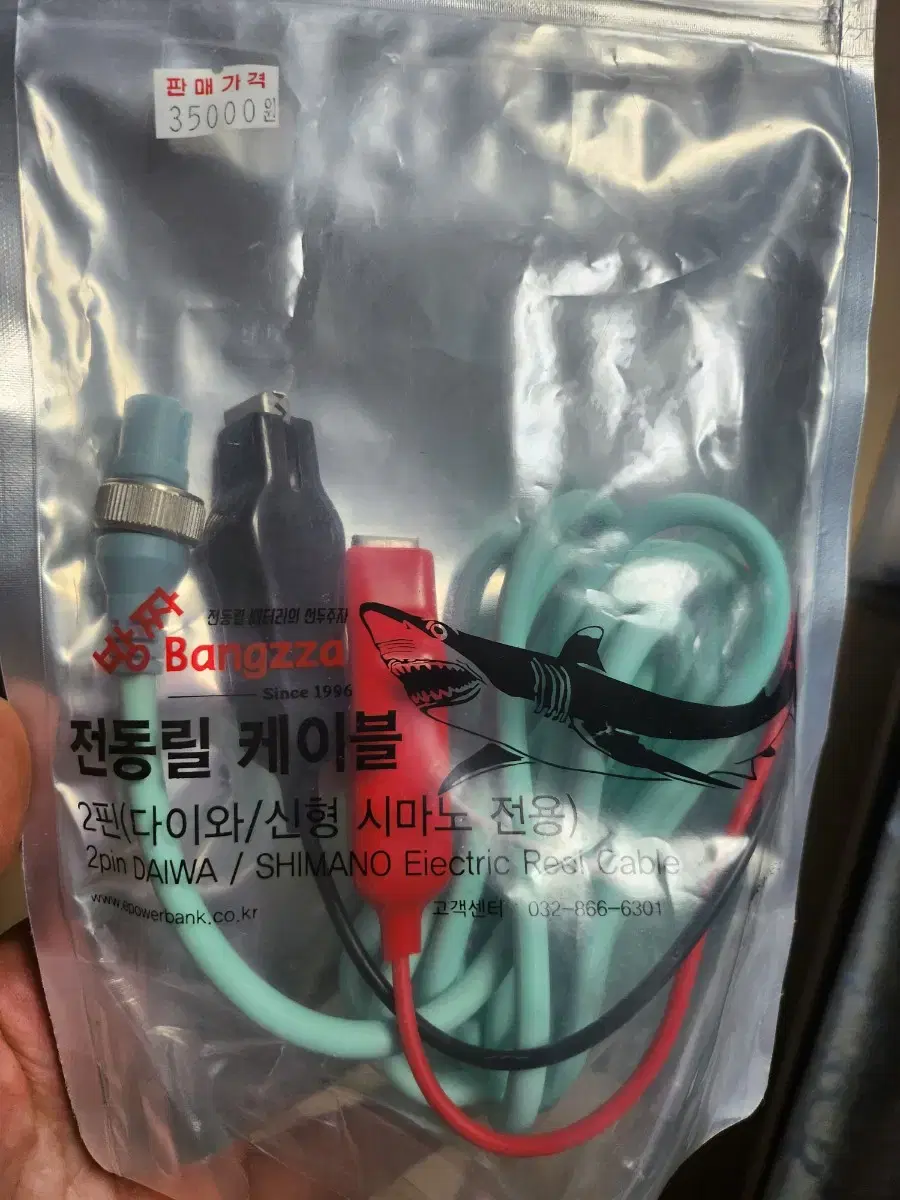 판매가격
35000원
전동릴 배터리의 선두주자
빵짜
Bangzza
Since 1996
전동릴 케이블
2핀(다이와/신형 시마노 전용)
2pin DAIWA / SHIMANO Eiectric Reel Cable
www.epowerbank.co.kr
고객센터 032-866-6301